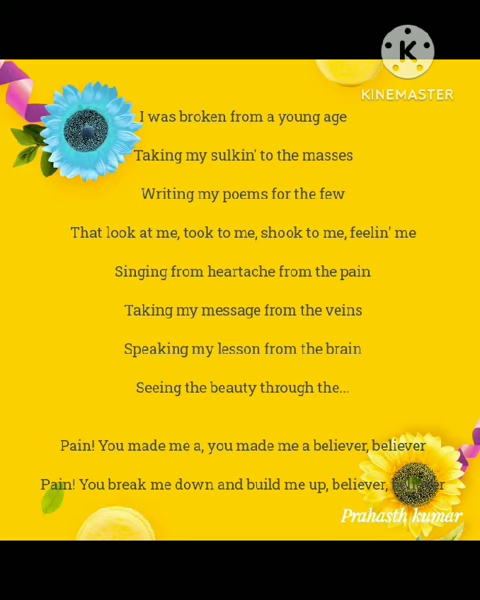 KINEMASTER
I was broken from a young age
Taking my sulkin' to the masses
Writing my poems for the few
That look at me, took to me, shook to me, feelin' me
Singing from heartache from the pain
Taking my message from the veins
Speaking my lesson from the brain
Seeing the beauty through the...
Pain! You made me a, you made me a believer, believer
Pain! You break me down and build me up, believer,
Prahasth kumar